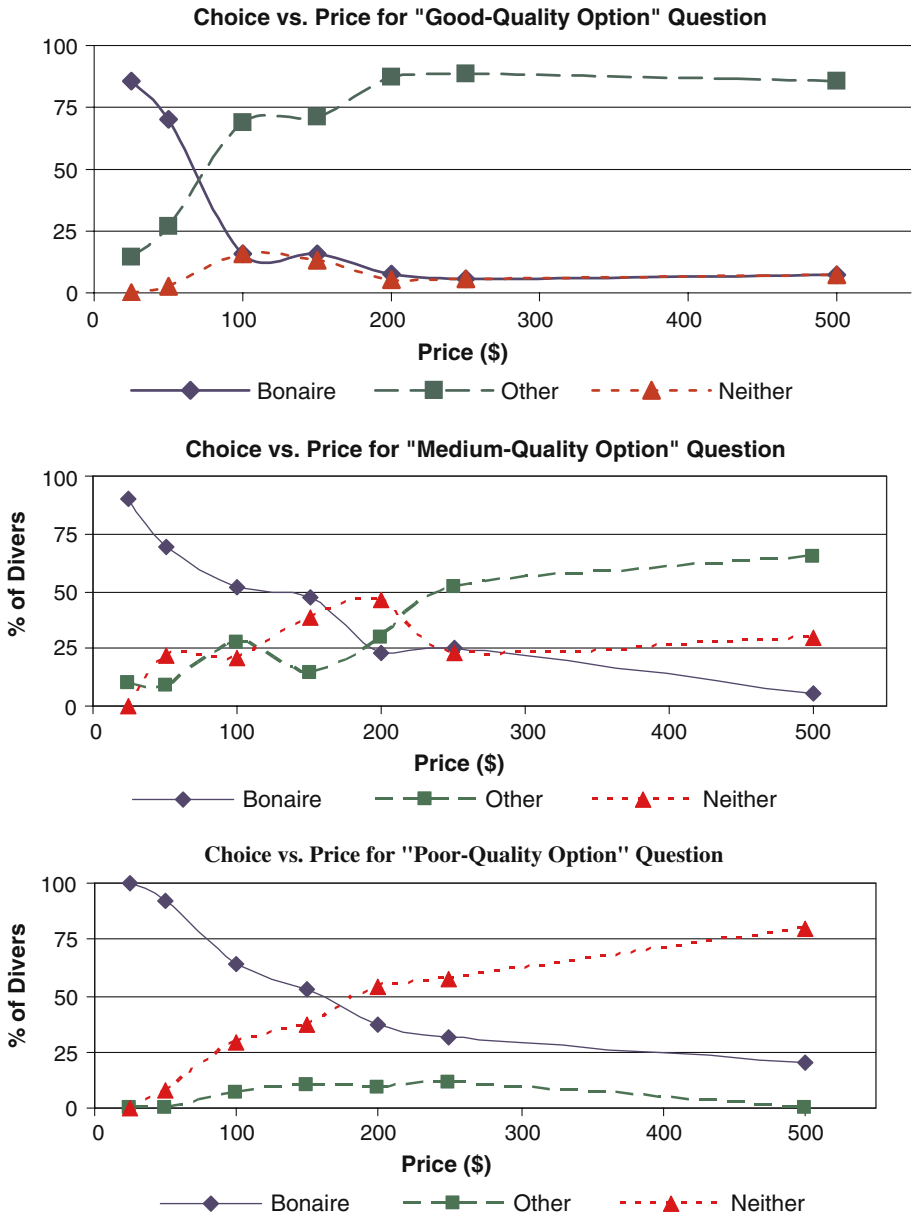 Choice vs. Price for "Good-Quality Option" Question
100
75
50
25
0
0 100 200 300 400 500
Price ($)
Bonaire Other Neither
Choice vs. Price for "Medium-Quality Option" Question
% of Divers
100
75
50
25
0
0 100 200 300 400 500
Price ($)
Bonaire Other Neither
Choice vs. Price for "Poor-Quality Option" Question
% of Divers
100
75
50
25
0
0 100 200 300 400 500
Price ($)
Bonaire Other Neither